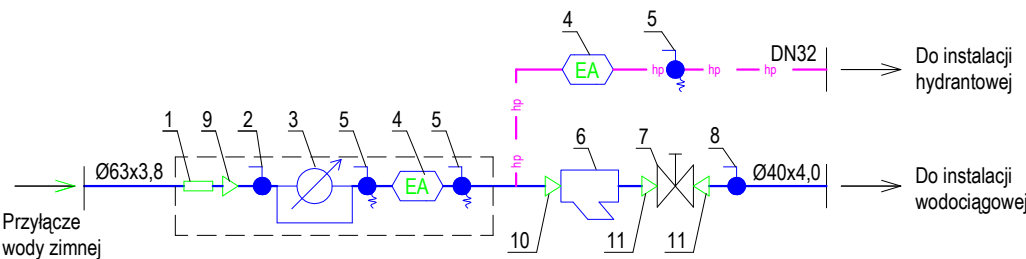 4
5
DN32
Do instalacji
hydrantowej
EA
hp
hp
hp
hp
hp
1
9
2
3
5
4
5
6
7
8
Ø63x3,8
EA
Ø40x4,0
Do instalacji
wodociągowej
Przyłącze
wody zimnej
10
11
11